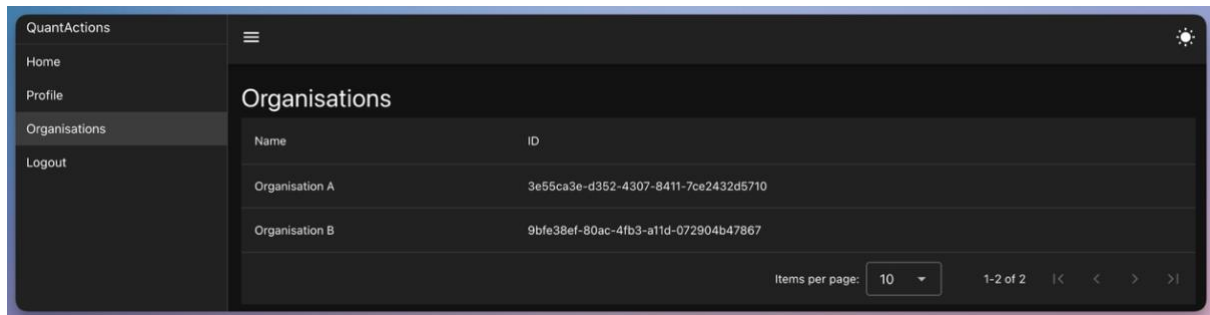 QuantActions
Home
Profile
Organisations
Logout
Organisations
Name ID
Organisation A 3e55ca3e-d352-4307-8411-7ce2432d5710
Organisation B 9bfe38ef-80ac-4fb3-a11d-072904b47867
Items per page: 10 1-2 of 2